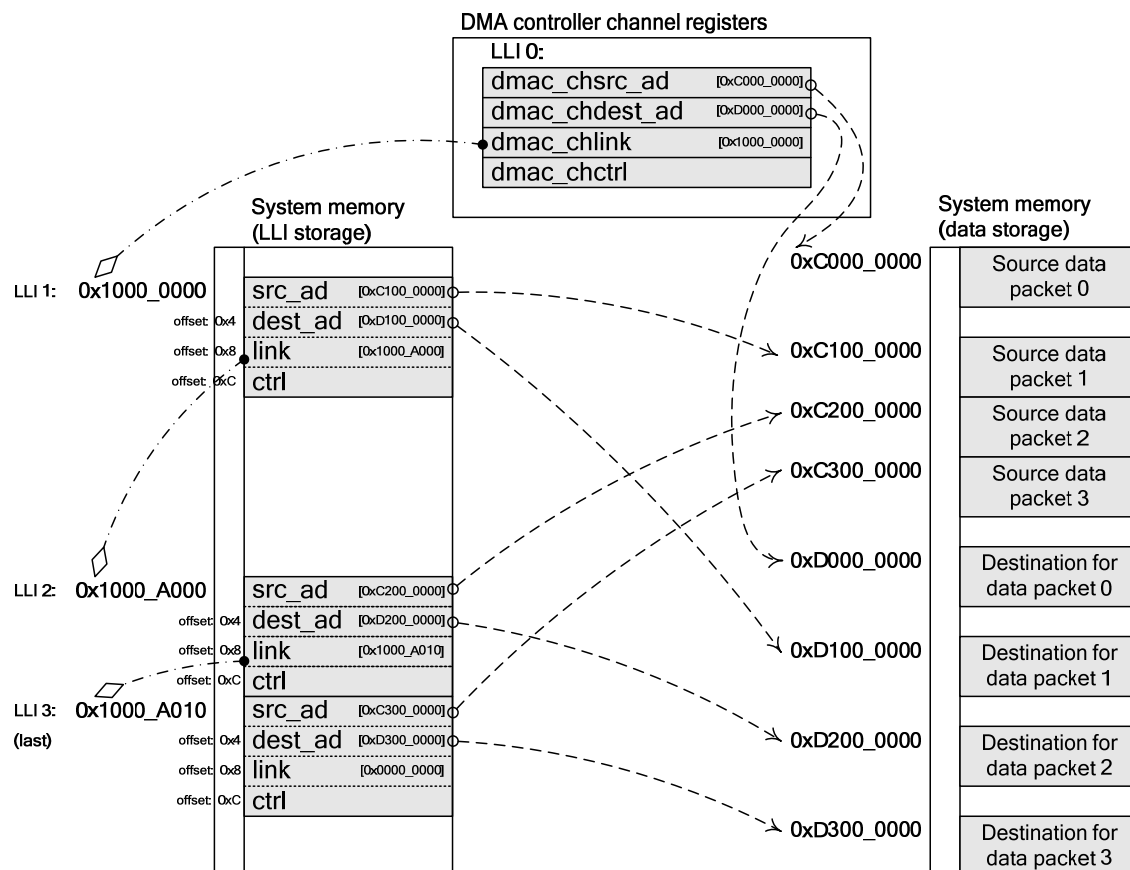 DMA controller channel registers
LLI 0:
dmac_chsrc_ad [0xC000_0000]
dmac_chdest_ad [0xD000_0000]
dmac_chlink [0x1000_0000]
dmac_chctrl
System memory
(LLI storage)
System memory
(data storage)
LLI 1: 0x1000_0000
src_ad [0xC100_0000]
offset: 0x4 dest_ad [0xD100_0000]
offset: 0x8 link [0x1000_A000]
offset: 0xC ctrl
LLI 2: 0x1000_A000
src_ad [0xC200_0000]
offset: 0x4 dest_ad [0xD200_0000]
offset: 0x8 link [0x1000_A010]
offset: 0xC ctrl
LLI 3: 0x1000_A010
(last)
src_ad [0xC300_0000]
offset: 0x4 dest_ad [0xD300_0000]
offset: 0x8 link [0x0000_0000]
offset: 0xC ctrl
0xC000_0000
Source data
packet 0
0xC100_0000
Source data
packet 1
0xC200_0000
Source data
packet 2
0xC300_0000
Source data
packet 3
0xD000_0000
Destination for
data packet 0
0xD100_0000
Destination for
data packet 1
0xD200_0000
Destination for
data packet 2
0xD300_0000
Destination for
data packet 3